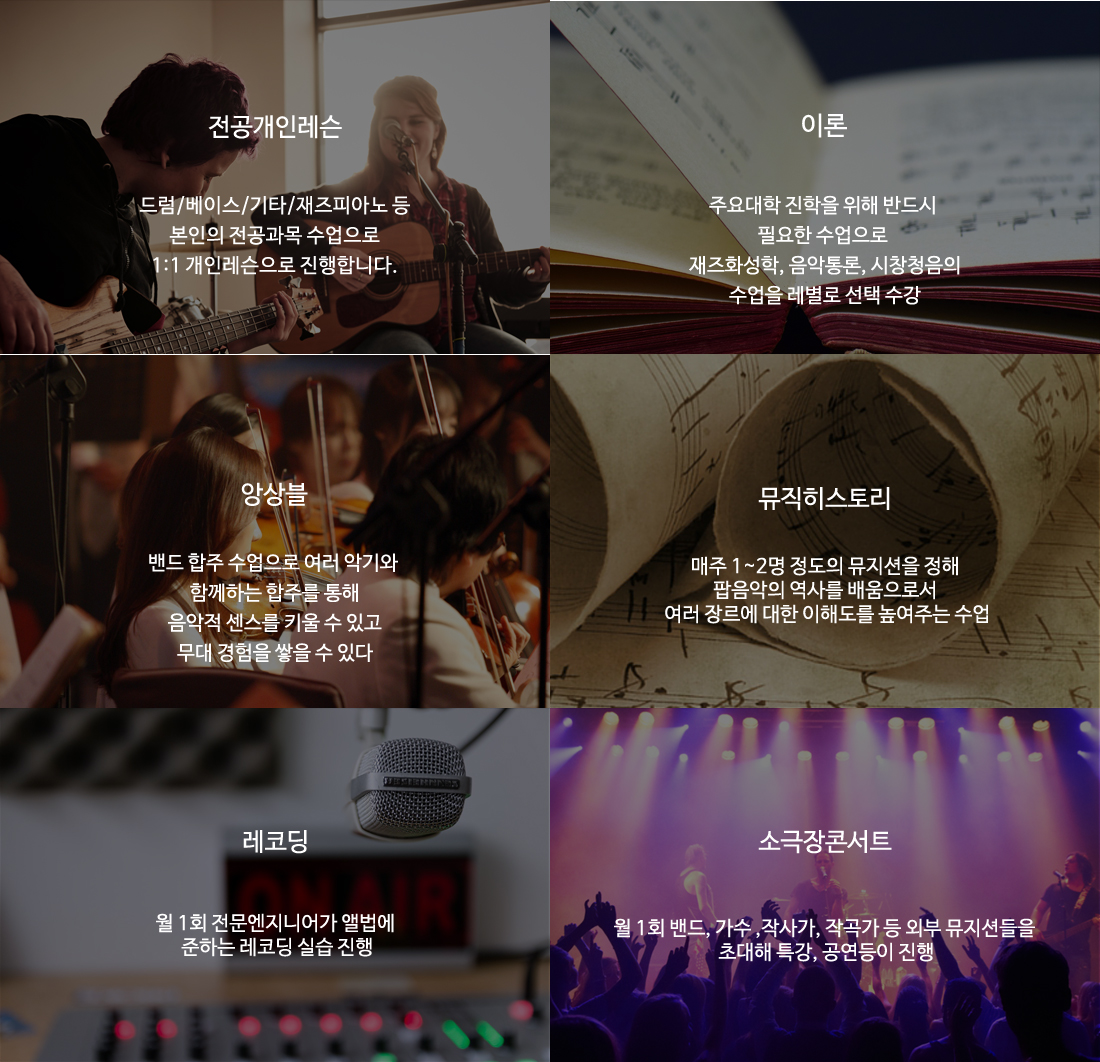 전공개인레슨
드럼/베이스/기타/재즈피아노 등
본인의 전공과목 수업으로
1:1 개인레슨으로 진행합니다.
이론
주요대학 진학을 위해 반드시
필요한 수업으로
재즈화성학, 음악통론, 시창청음의
수업을 레벨로 선택 수강
앙상블
밴드 합주 수업으로 여러 악기와
함께하는 합주를 통해
음악적 센스를 키울 수 있고
무대 경험을 쌓을 수 있다
뮤직히스토리
매주 1~2명 정도의 뮤지션을 정해
팝음악의 역사를 배움으로서
여러 장르에 대한 이해도를 높여주는 수업
레코딩
ON AIR
월 1회 전문엔지니어가 앨법에
준하는 레코딩 실습 진행
소극장콘서트
월 1회 밴드, 가수 ,작사가, 작곡가 등 외부 뮤지션들을
초대해 특강, 공연등이 진행